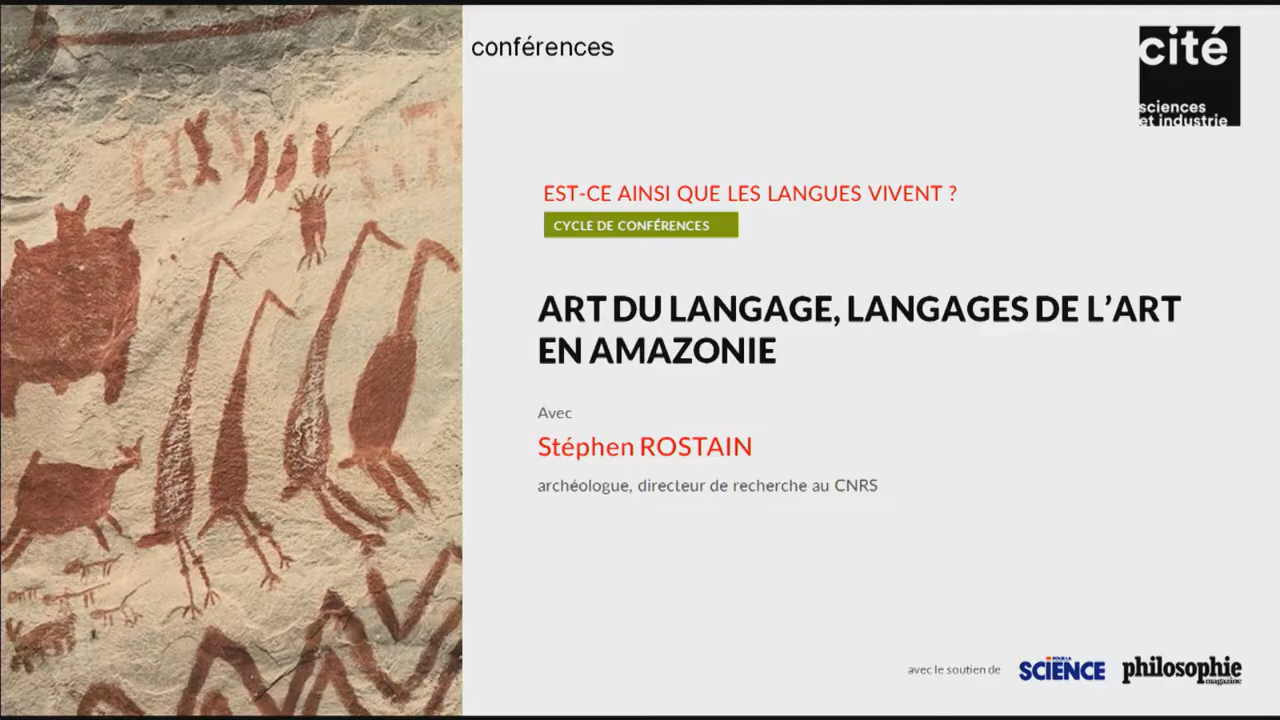 conférences
cité
sciences
et industrie
EST-CE AINSI QUE LES LANGUES VIVENT ?
CYCLE DE CONFÉRENCES
ART DU LANGAGE, LANGAGES DE L'ART
EN AMAZONIE
Avec
Stéphen ROSTAIN
archéologue, directeur de recherche au CNRS
avec le soutien de
POUR LA
SCIENCE
philosophie
magazine